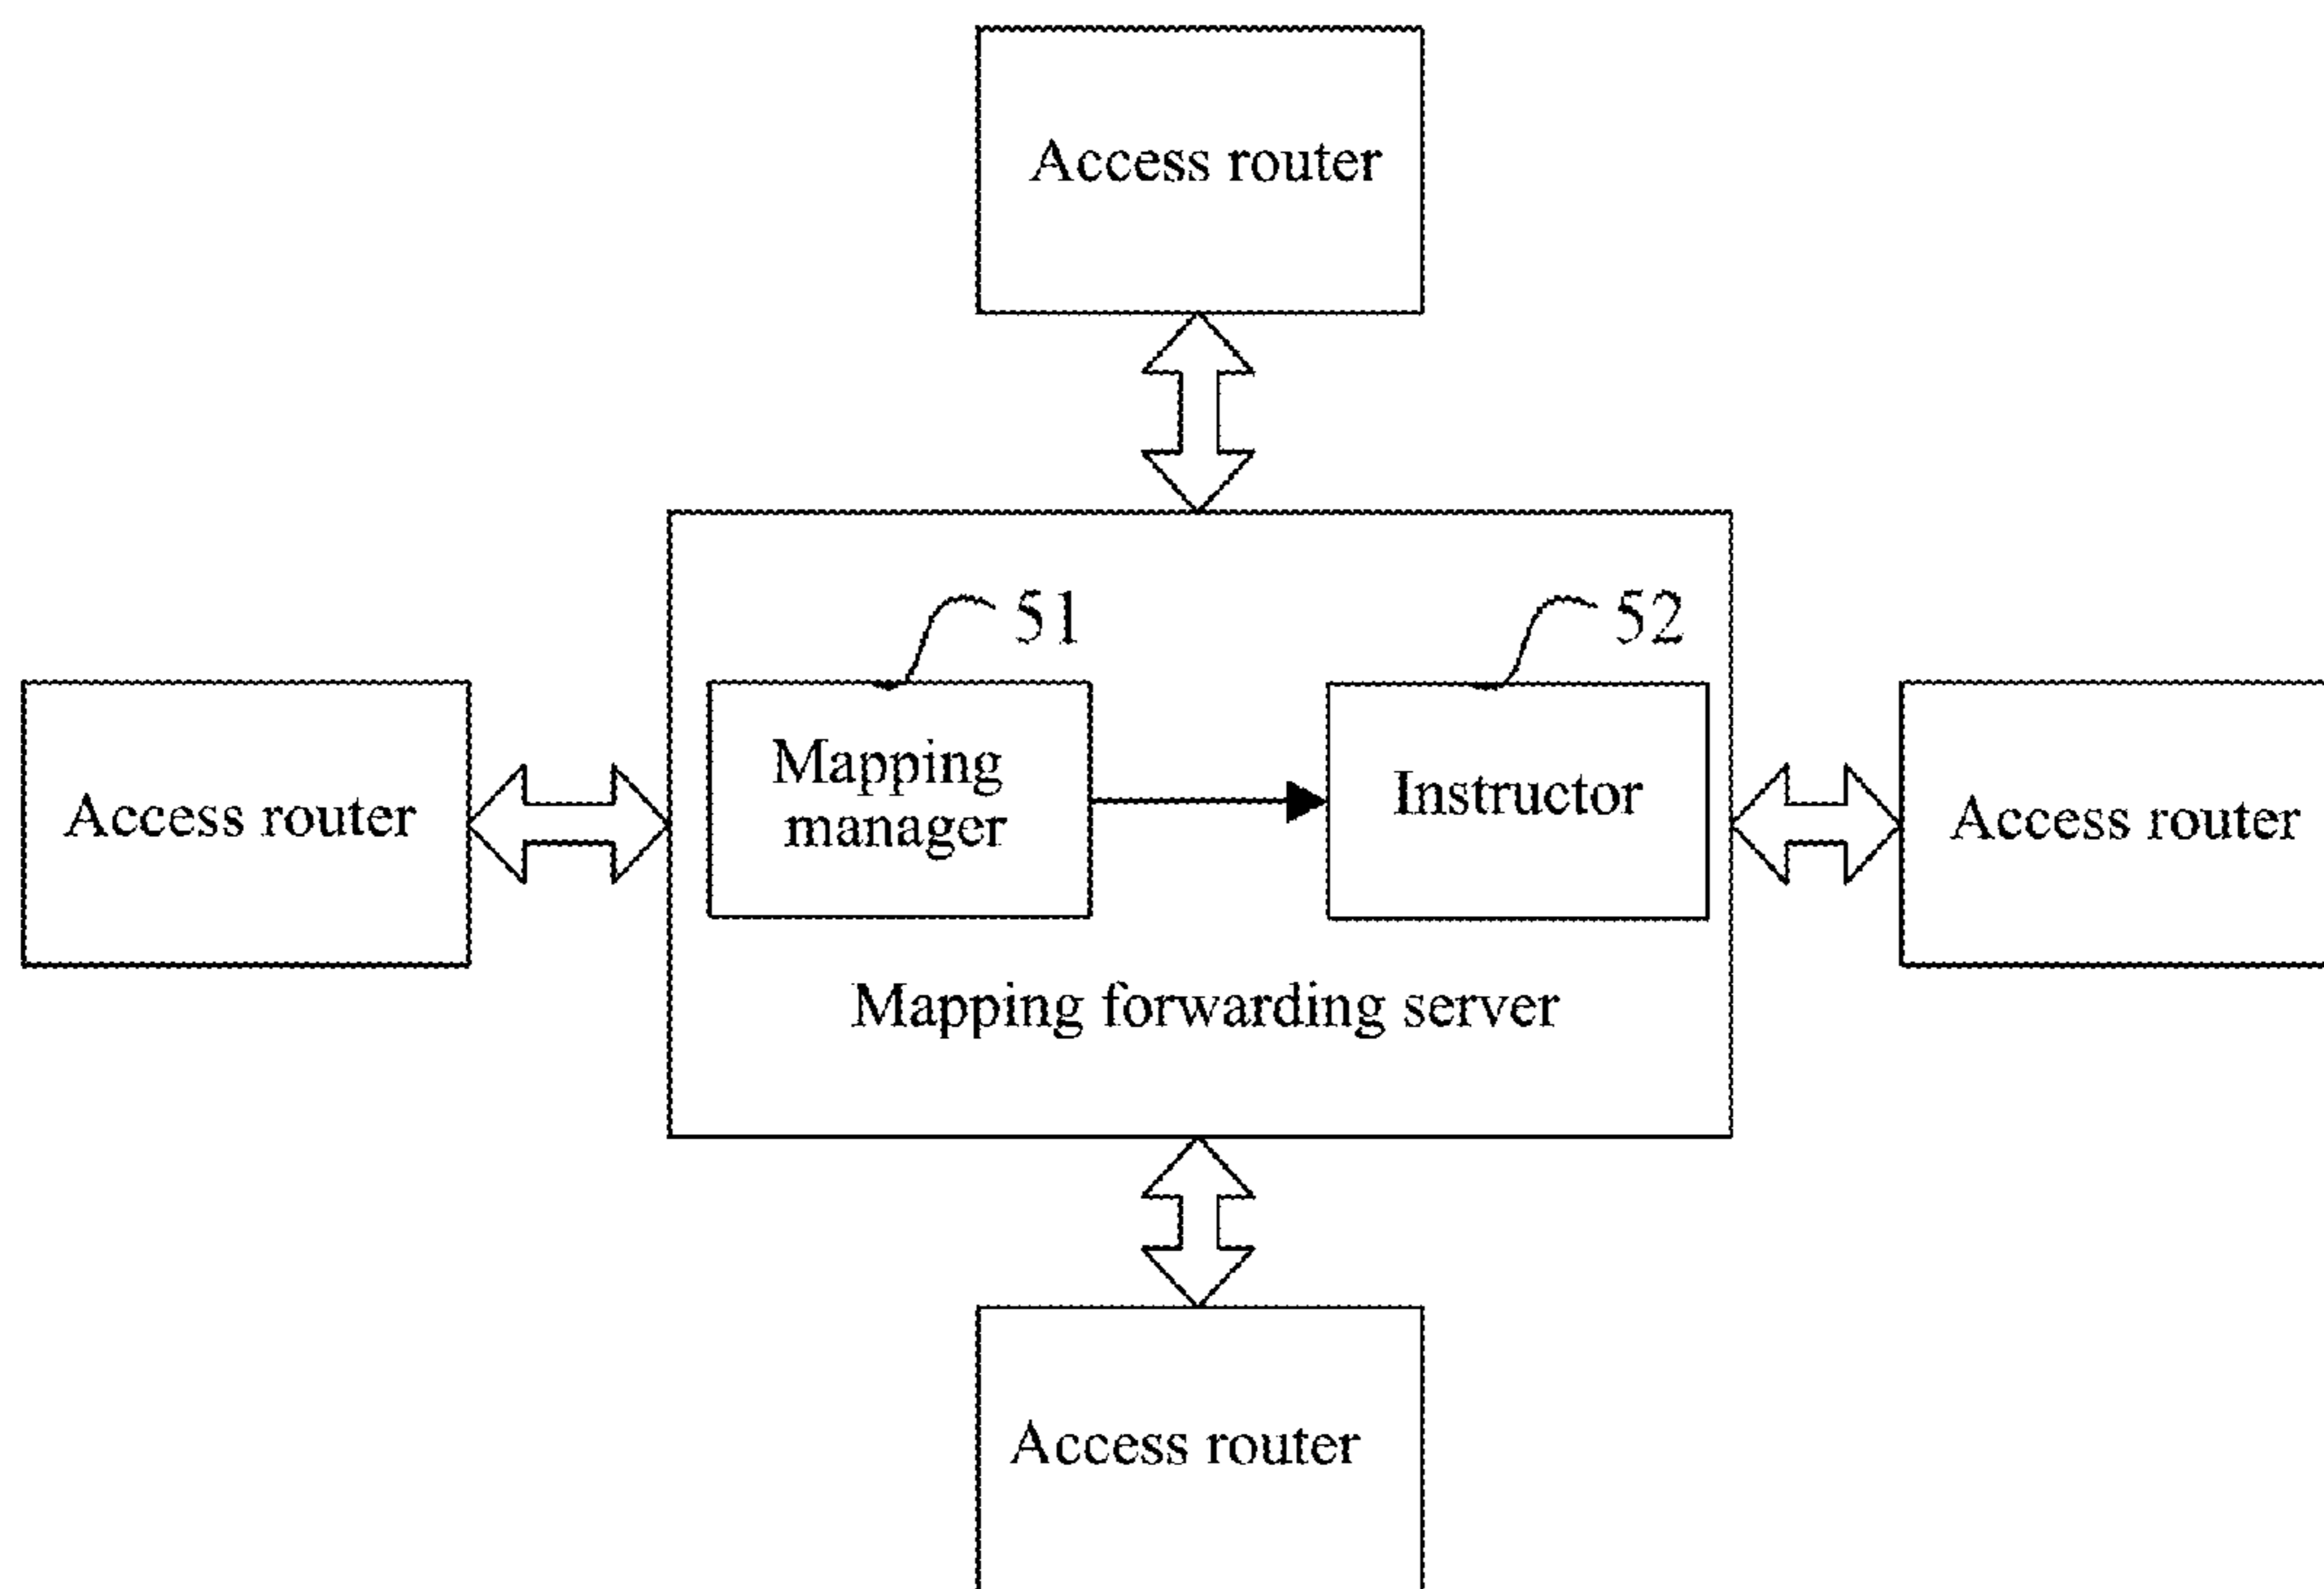 Access router
51
52
Access router
Mapping
manager
Instructor
Access router
Mapping forwarding server
Access router